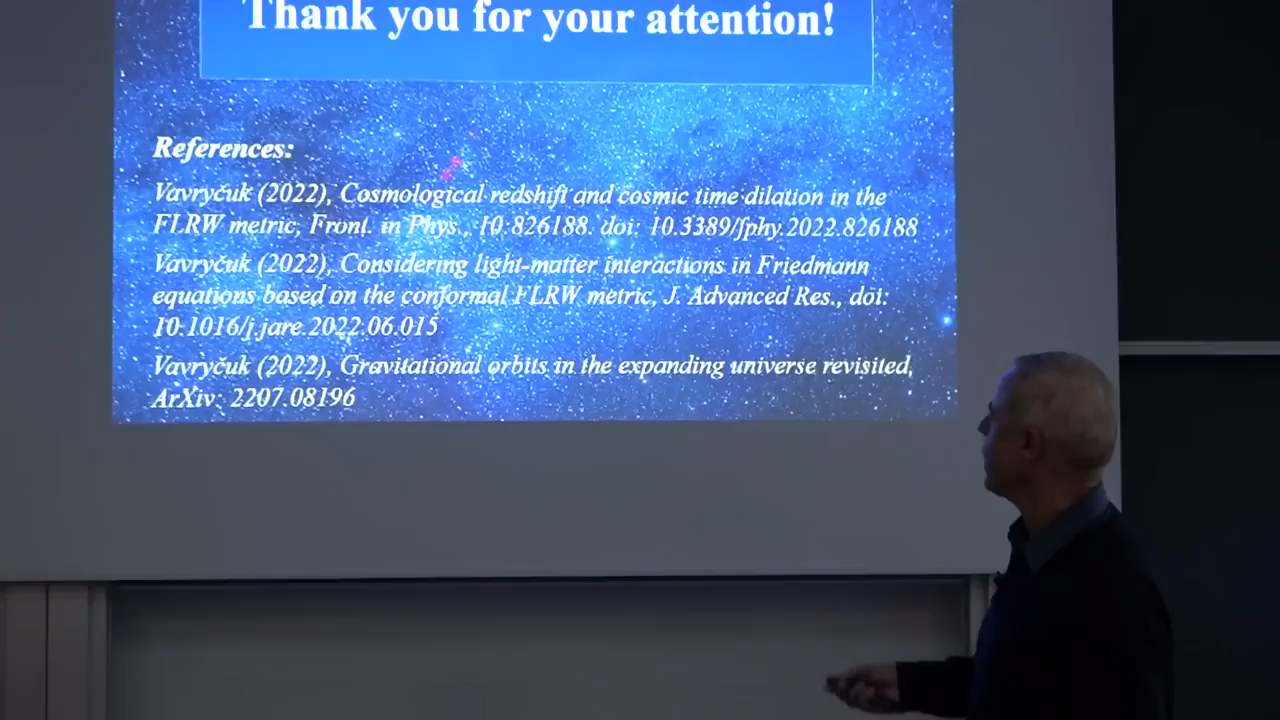 Thank you for your attention!
References:
Vavryčuk (2022), Cosmological redshift and cosmic time dilation in the
FLRW metric, Front. in Phys., 10:826188. doi: 10.3389/fphy.2022.826188
Vavryčuk (2022), Considering light-matter interactions in Friedmann
equations based on the conformal FLRW metric, J. Advanced Res., doi:
10.1016/j.jare.2022.06.015
Vavryčuk (2022), Gravitational orbits in the expanding universe revisited,
ArXiv: 2207.08196